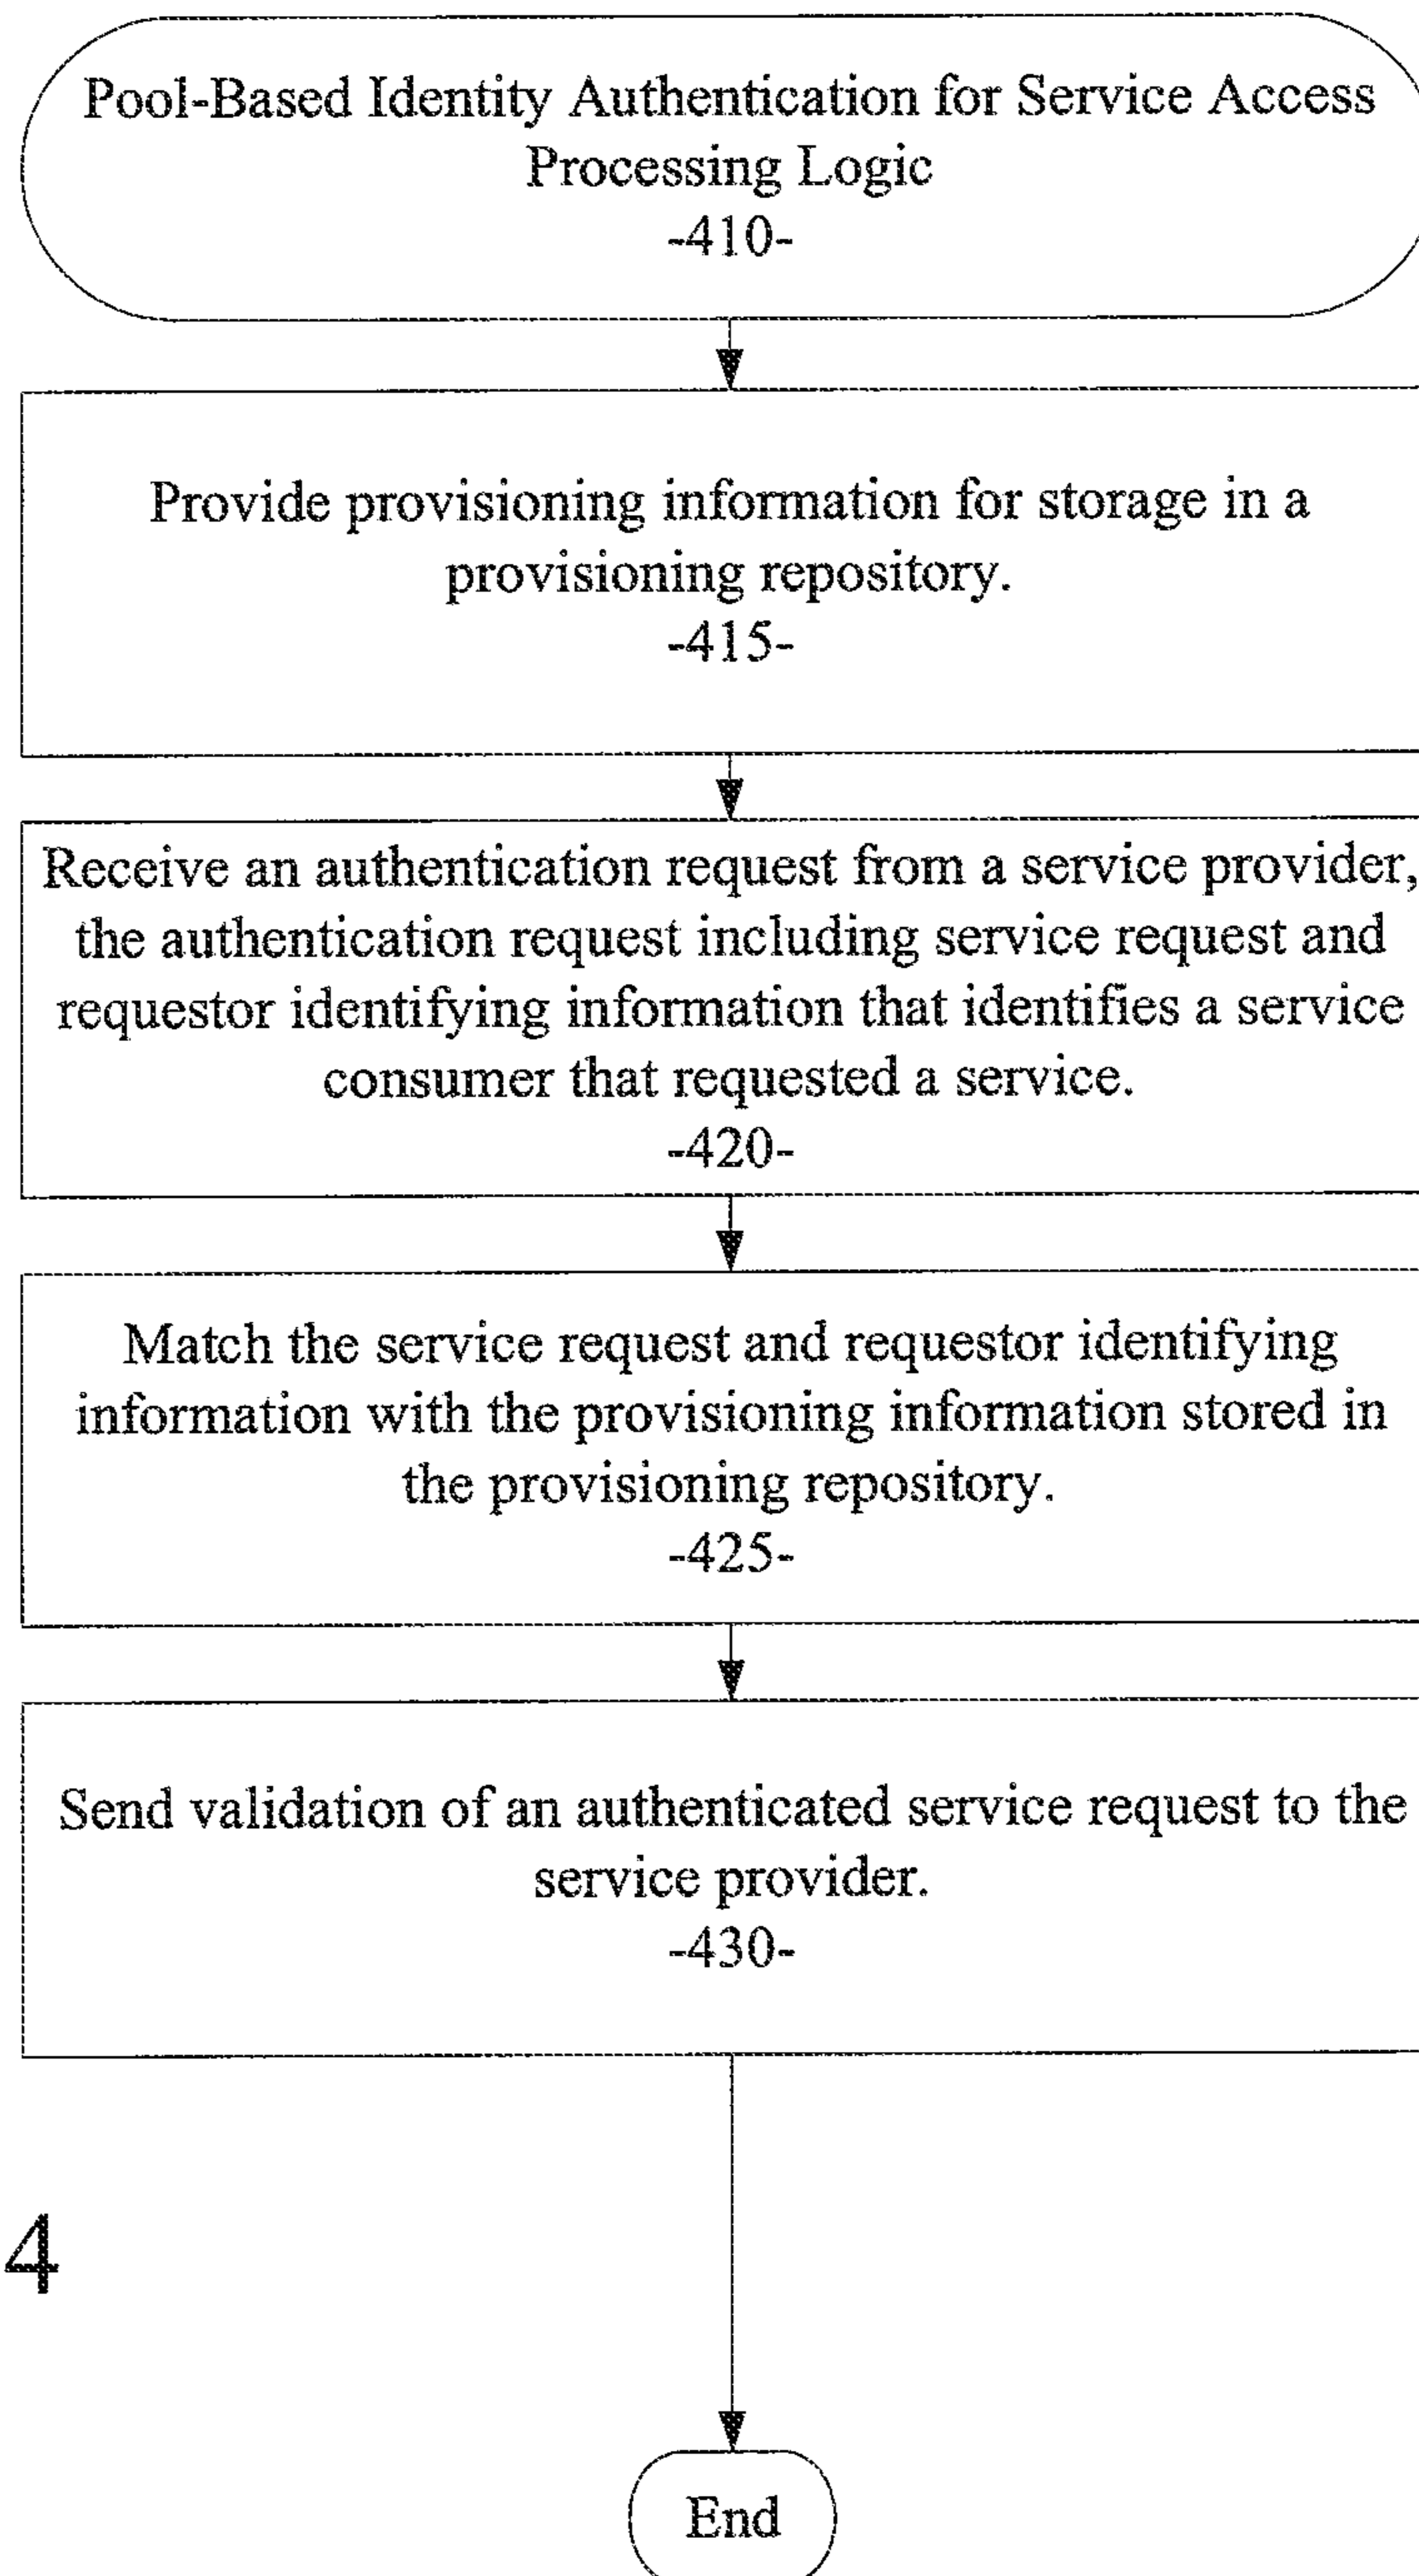 Pool-Based Identity Authentication for Service Access
Processing Logic
-410-
Provide provisioning information for storage in a
provisioning repository.
-415-
Receive an authentication request from a service provider,
the authentication request including service request and
requestor identifying information that identifies a service
consumer that requested a service.
-420-
Match the service request and requestor identifying
information with the provisioning information stored in
the provisioning repository.
-425-
Send validation of an authenticated service request to the
service provider.
-430-
4
End